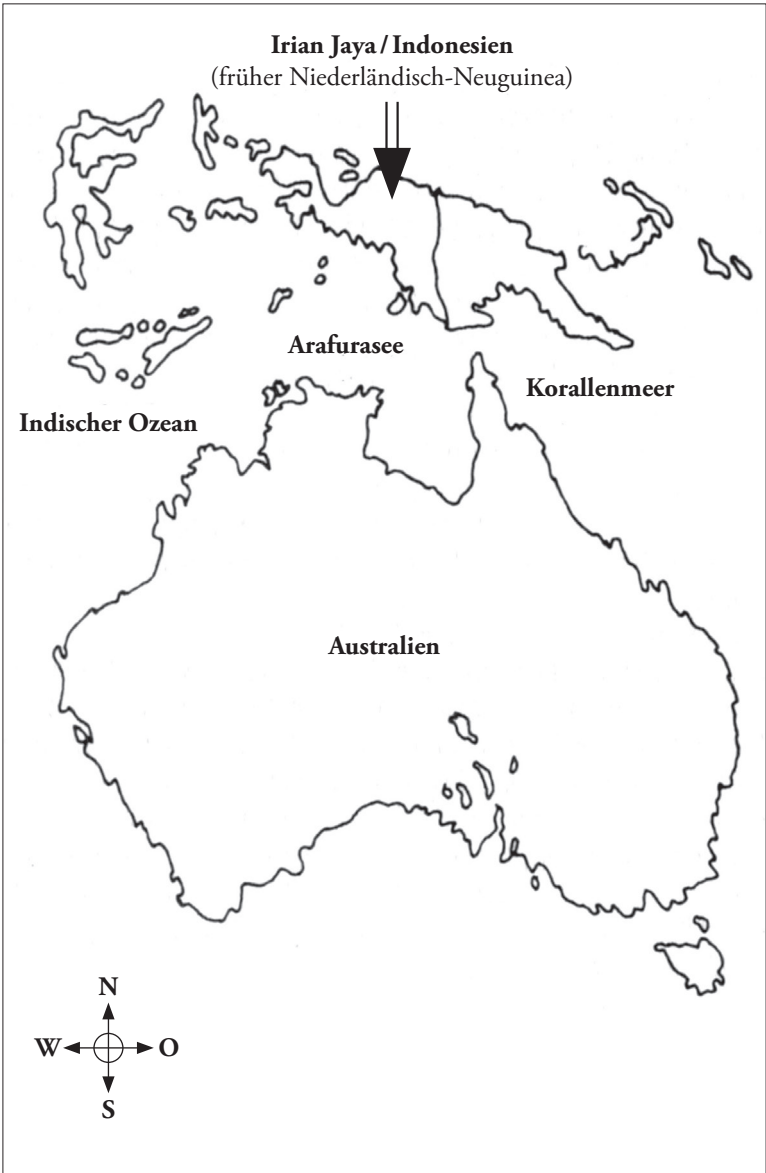 Irian Jaya / Indonesien
(früher Niederländisch-Neuguinea)
Arafurasee
Korallenmeer
Indischer Ozean
Australien
N
W O
S